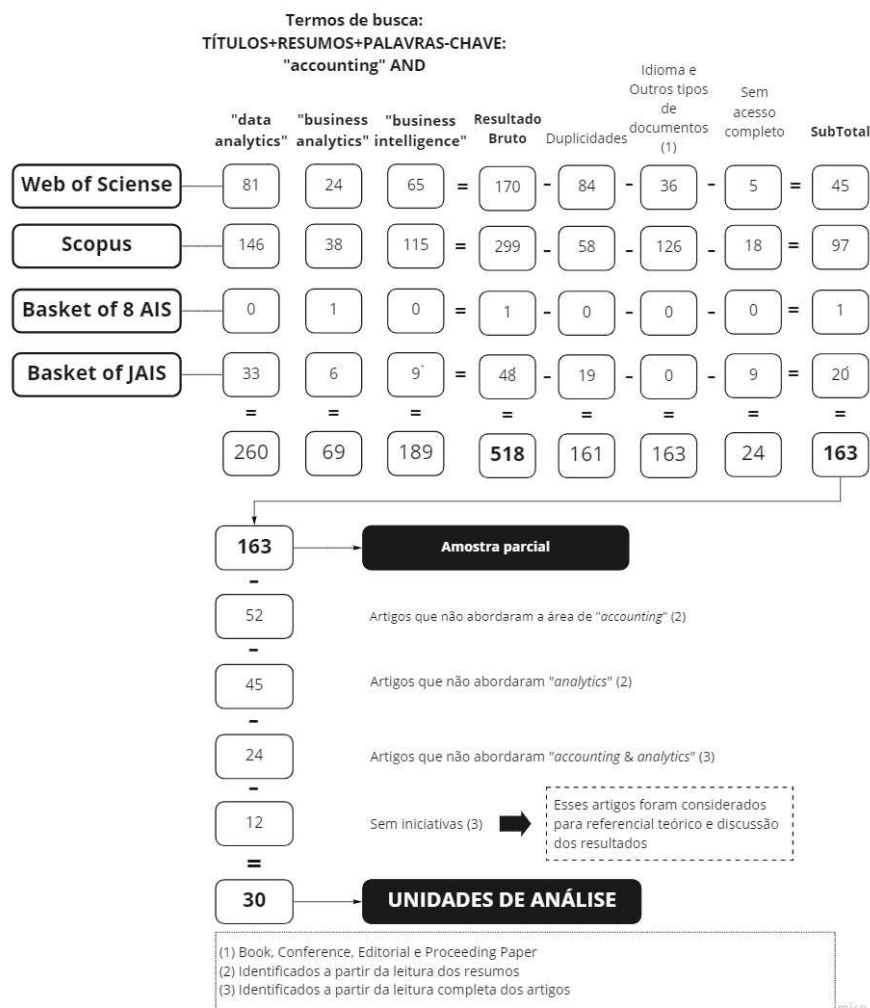 Termos de busca:
TÍTULOS+RESUMOS+PALAVRAS-CHAVE:
"accounting" AND
"data analytics"
"business analytics"
"business intelligence"
Resultado Bruto
Duplicidades
Idioma e Outros tipos de documentos (1)
Sem acesso completo
SubTotal
Web of Sciense 81 24 65 = 170 - 84 - 36 - 5 = 45
Scopus 146 38 115 = 299 - 58 - 126 - 18 = 97
Basket of 8 AIS 0 1 0 = 1 - 0 - 0 - 0 = 1
Basket of JAIS 33 6 9 = 48 - 19 - 0 - 9 = 20
= = = = = = = =
260 69 189 518 161 163 24 163
163 Amostra parcial
-
52 Artigos que não abordaram a área de "accounting" (2)
-
45 Artigos que não abordaram "analytics" (2)
-
24 Artigos que não abordaram "accounting & analytics" (3)
-
12 Sem iniciativas (3)
Esses artigos foram considerados
para referencial teórico e discussão
dos resultados
=
30 UNIDADES DE ANÁLISE
(1) Book, Conference, Editorial e Proceeding Paper
(2) Identificados a partir da leitura dos resumos
(3) Identificados a partir da leitura completa dos artigos
miro